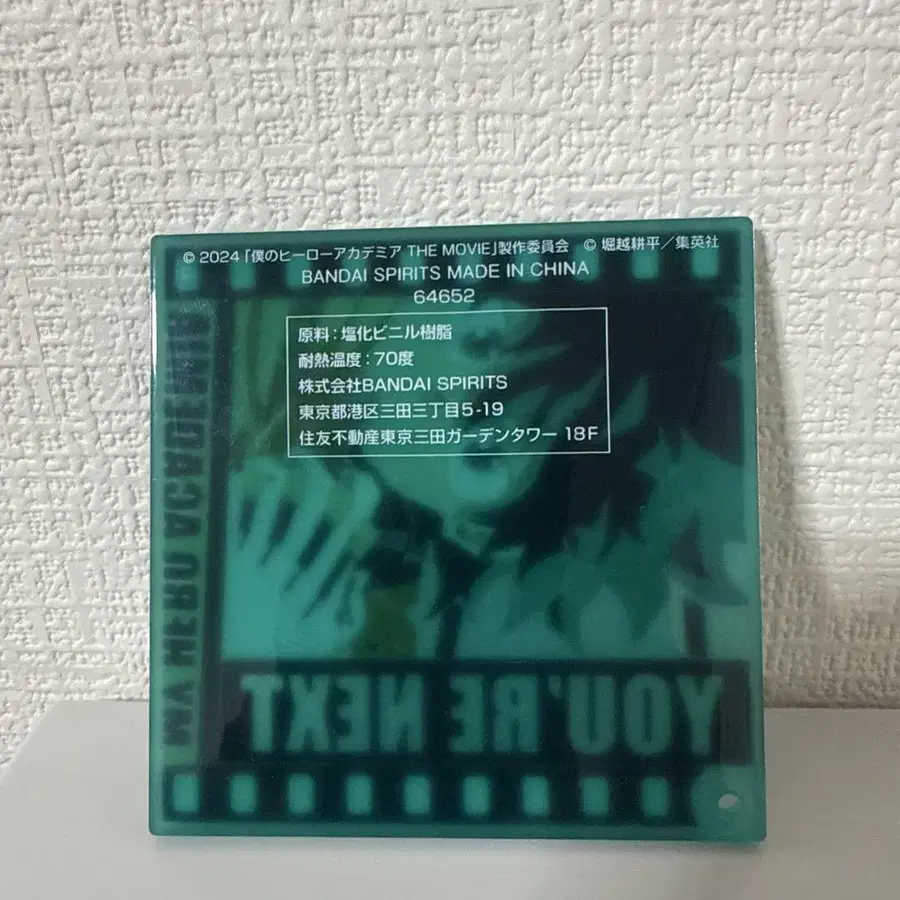 © 2024「僕のヒーローアカデミア THE MOVIE」製作委員会 © 堀越耕平／集英社
BANDAI SPIRITS MADE IN CHINA
64652
原料：塩化ビニル樹脂
耐熱温度：70度
株式会社BANDAI SPIRITS
東京都港区三田三丁目5-19
住友不動産東京三田ガーデンタワー 18F
MY HERO ACADEMIA
YOU'RE NEXT